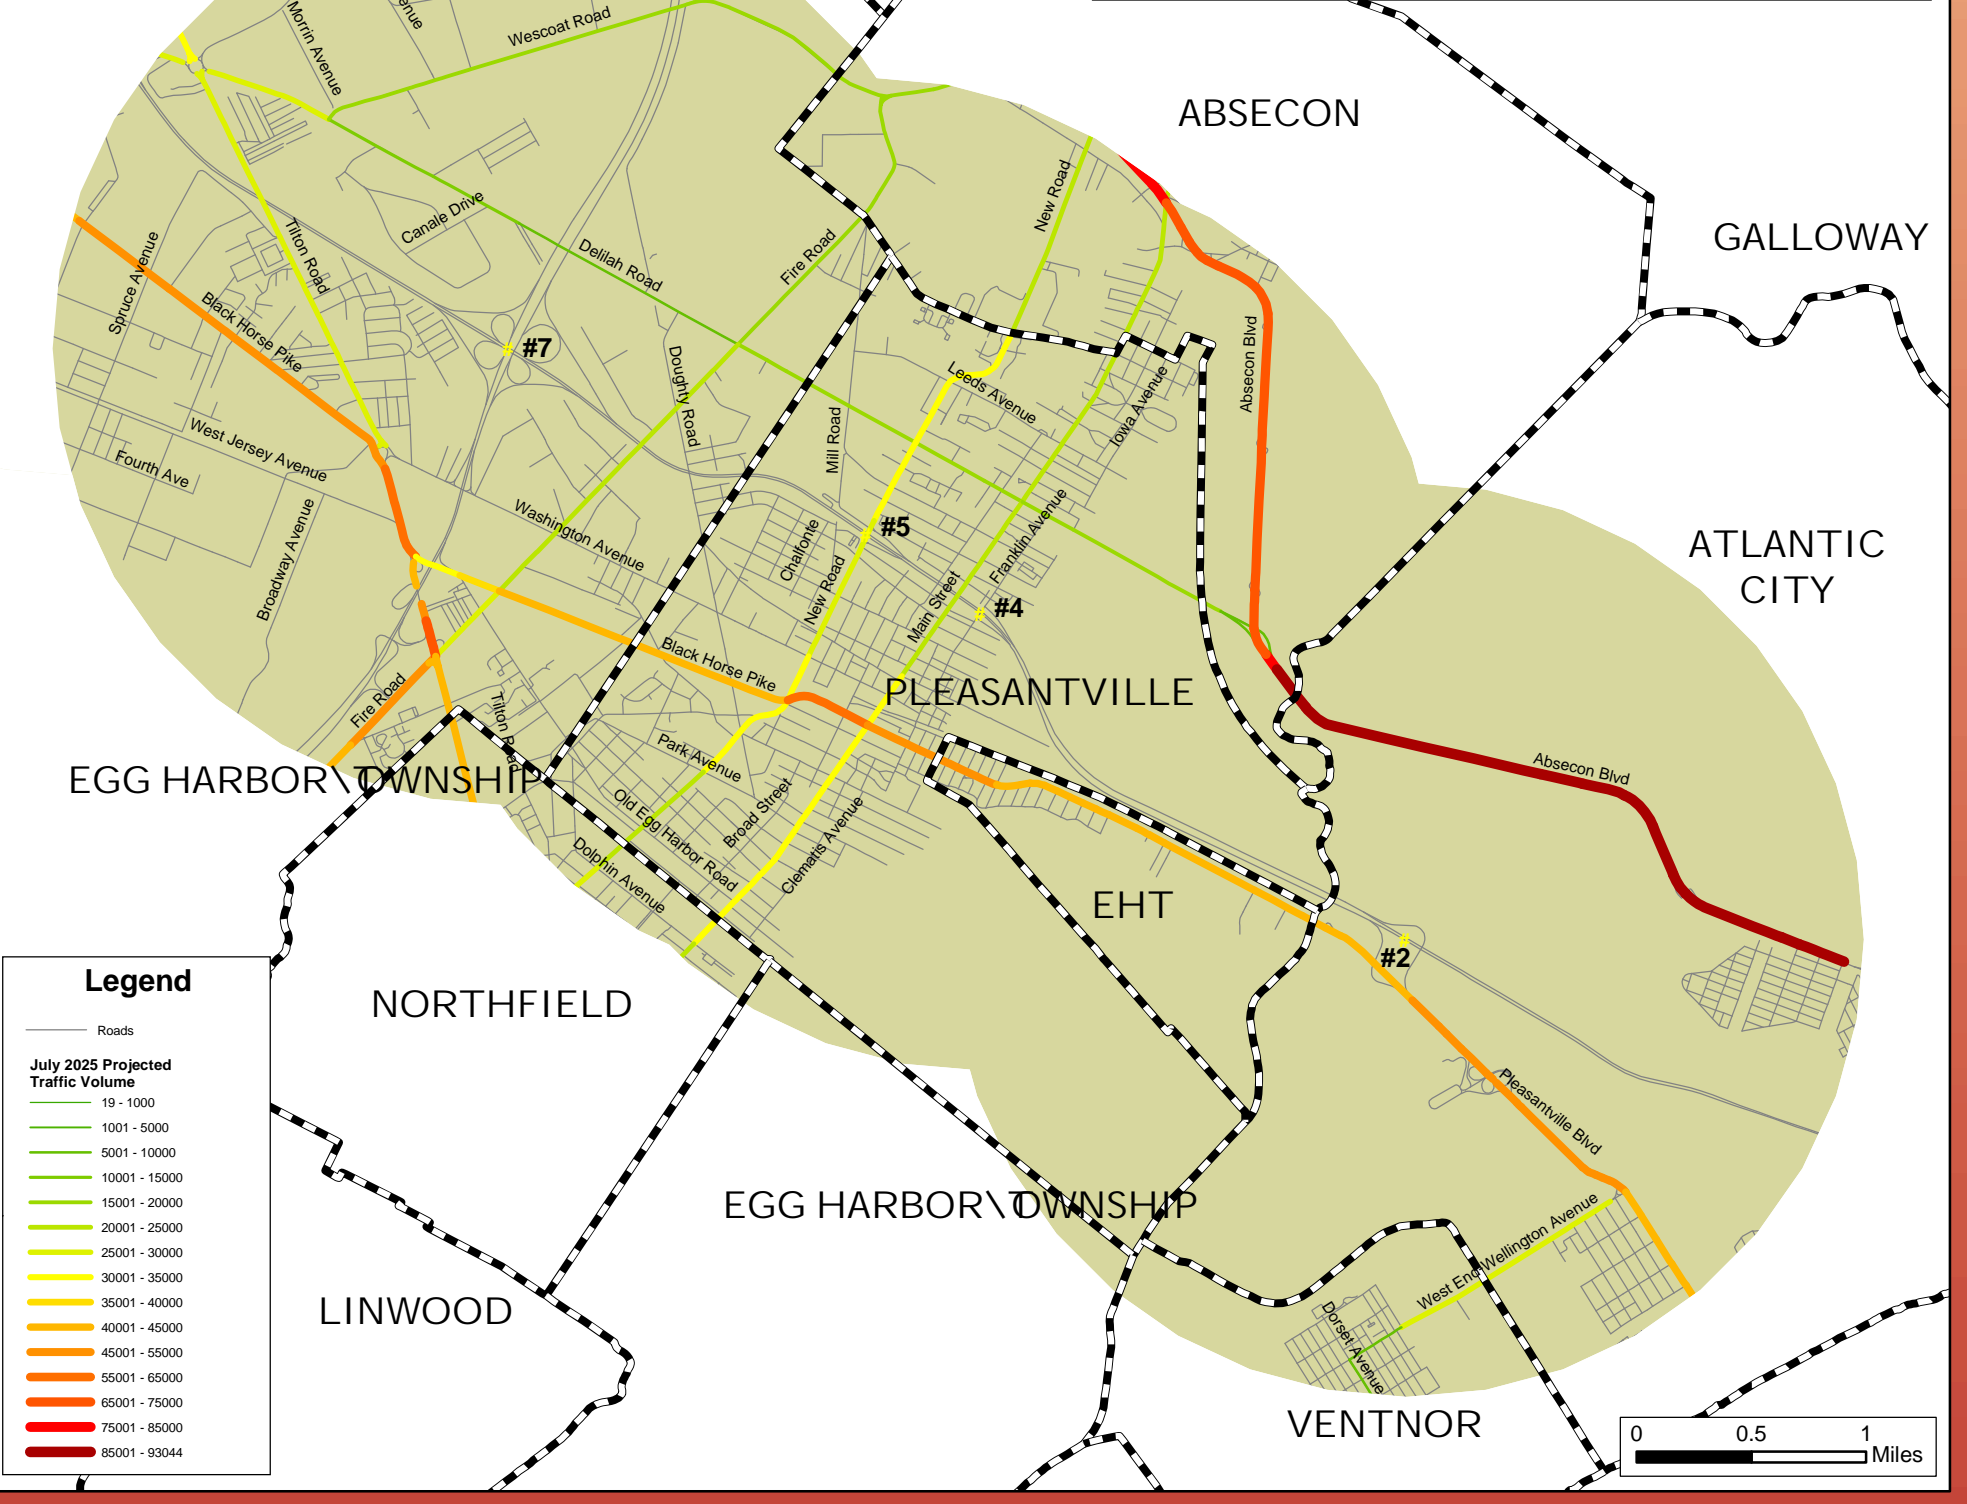 Morrin Avenue
enue
Wescoat Road
ABSECON
New Road
Canale Drive
Tilton Road
Spruce Avenue
Delilah Road
Fire Road
GALLOWAY
Black Horse Pike
#7
Absecon Blvd
Doughty Road
Leeds Avenue
Iowa Avenue
Mill Road
West Jersey Avenue
Fourth Ave
Washington Avenue
Broadway Avenue
Chalfonte
#5
Franklin Avenue
ATLANTIC
CITY
New Road
Main Street
#4
Black Horse Pike
PLEASANTVILLE
Fire Road
Tilton Road
Park Avenue
EGG HARBOR\TOWNSHIP
Absecon Blvd
Old Egg Harbor Road
Broad Street
Clematis Avenue
Dolphin Avenue
EHT
#2
NORTHFIELD
Pleasantville Blvd
EGG HARBOR\TOWNSHIP
West End Wellington Avenue
LINWOOD
Dorset Avenue
VENTNOR
Legend
Roads
July 2025 Projected
Traffic Volume
19 - 1000
1001 - 5000
5001 - 10000
10001 - 15000
15001 - 20000
20001 - 25000
25001 - 30000
30001 - 35000
35001 - 40000
40001 - 45000
45001 - 55000
55001 - 65000
65001 - 75000
75001 - 85000
85001 - 93044
0 0.5 1
Miles